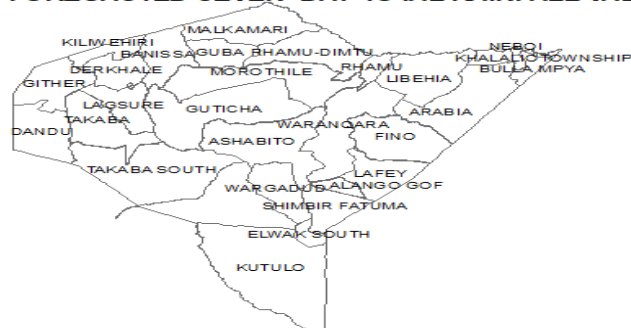 MALKAMARI
KILIWEHIRI
BANISSA
GUBA
RHAMU-DIMTU
NEBOI
KHALALIO
TOWNSHIP
DERKHALE
MOROTHILE
RHAMU
BULLA MPYA
GITHER
LIBEHIA
LAGSURE
GUTICHA
ARABIA
TAKABA
WARANQARA
DANDU
ASHABITO
FINO
TAKABA SOUTH
LAFEY
WARGADUD
ALANGO GOF
SHIMBIR FATUMA
ELWAK SOUTH
KUTULO